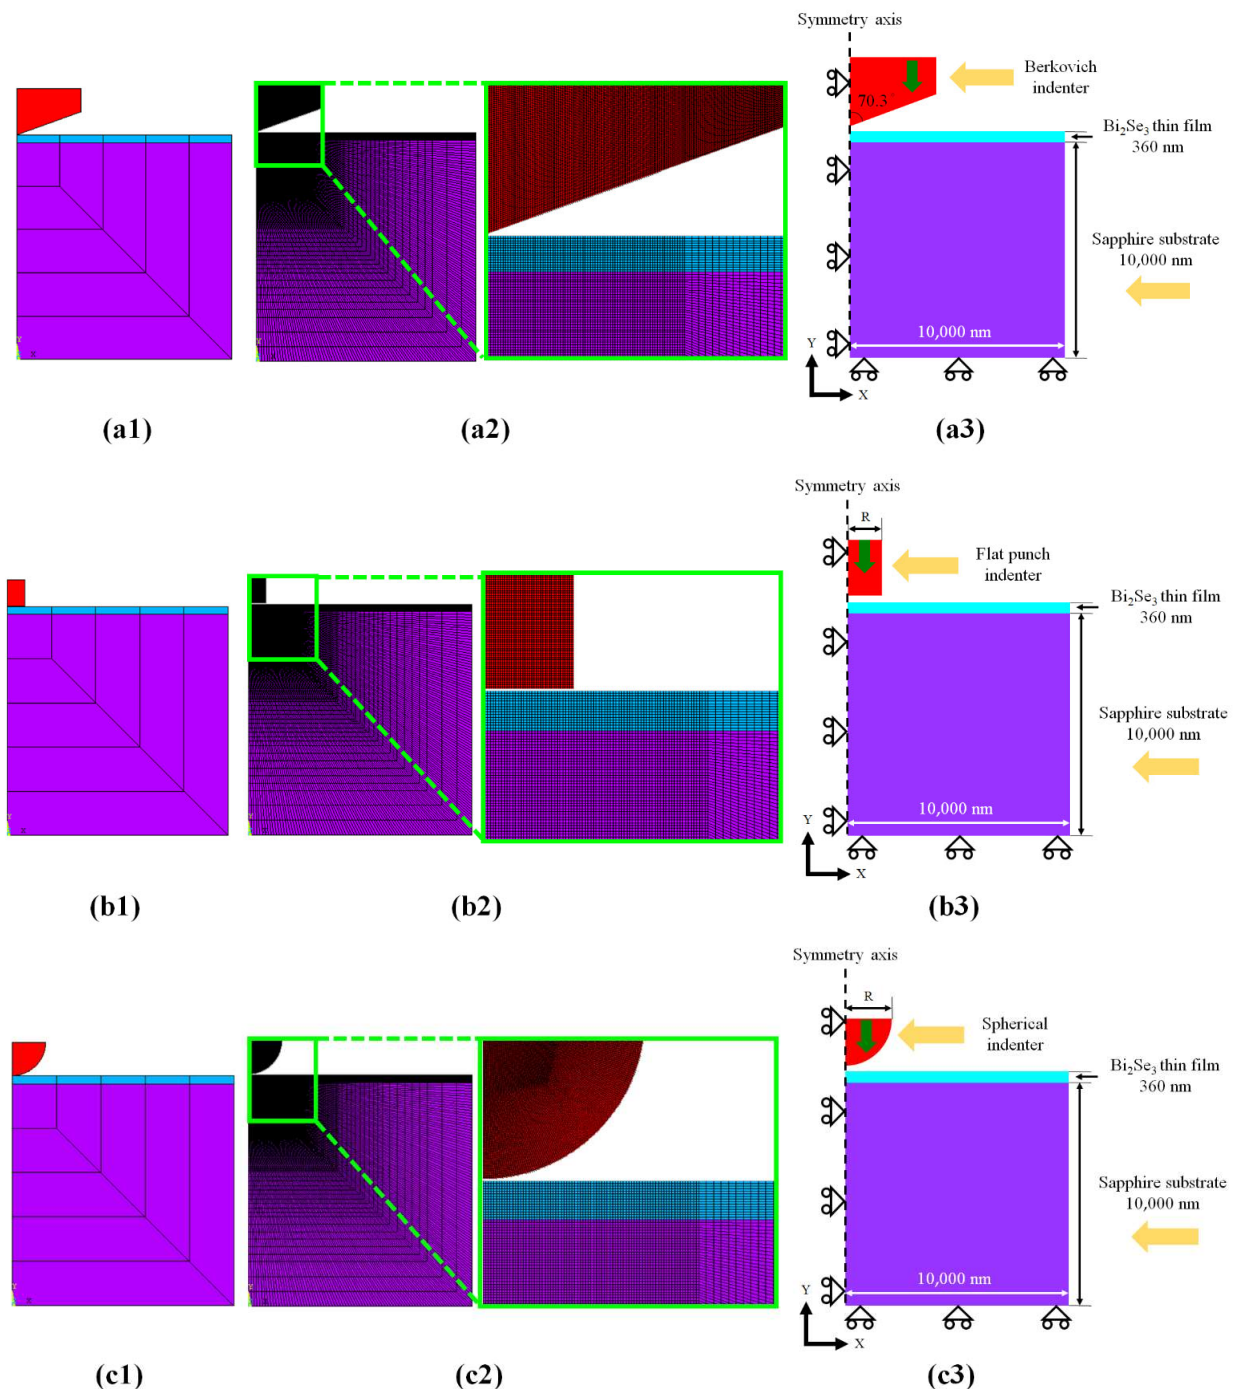 Symmetry axis
Berkovich
indenter
70.3°
Bi₂Se₃ thin film
360 nm
Sapphire substrate
10,000 nm
10,000 nm
Y
X
Y
X
(a1)
(a2)
(a3)
Symmetry axis
R
Flat punch
indenter
Bi₂Se₃ thin film
360 nm
Sapphire substrate
10,000 nm
10,000 nm
Y
X
Y
X
(b1)
(b2)
(b3)
Symmetry axis
R
Spherical
indenter
Bi₂Se₃ thin film
360 nm
Sapphire substrate
10,000 nm
10,000 nm
Y
X
Y
X
(c1)
(c2)
(c3)